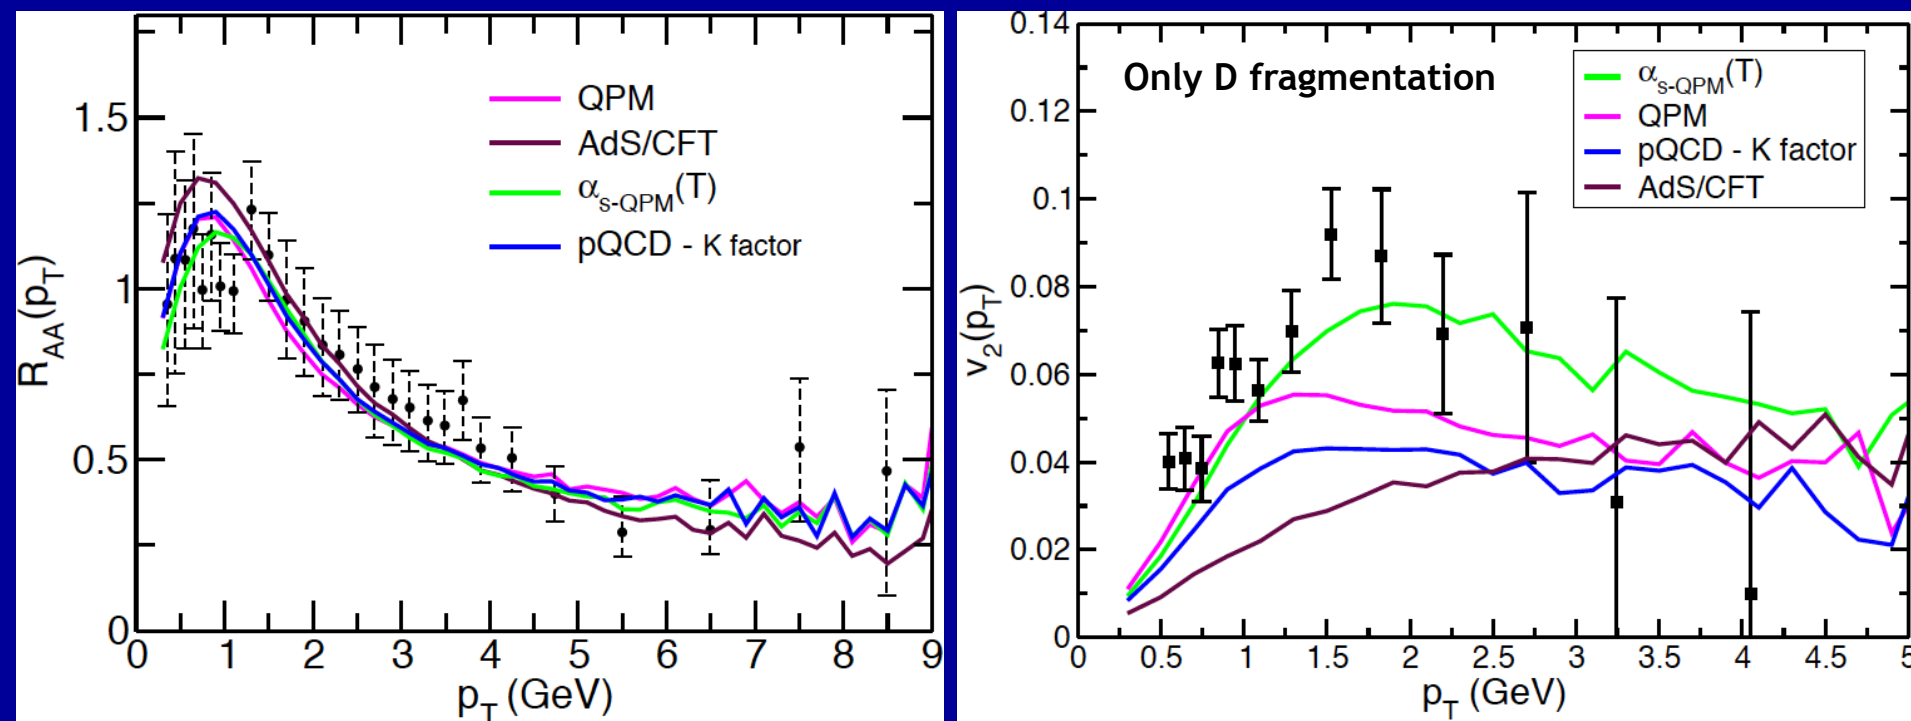 R_AA(p_T)
1.5
1
0.5
0
QPM
AdS/CFT
α_s-QPM(T)
pQCD - K factor
0 1 2 3 4 5 6 7 8 9
p_T (GeV)
v_2(p_T)
0.14
0.12
0.1
0.08
0.06
0.04
0.02
0
Only D fragmentation
α_s-QPM(T)
QPM
pQCD - K factor
AdS/CFT
0 0.5 1 1.5 2 2.5 3 3.5 4 4.5 5
p_T (GeV)